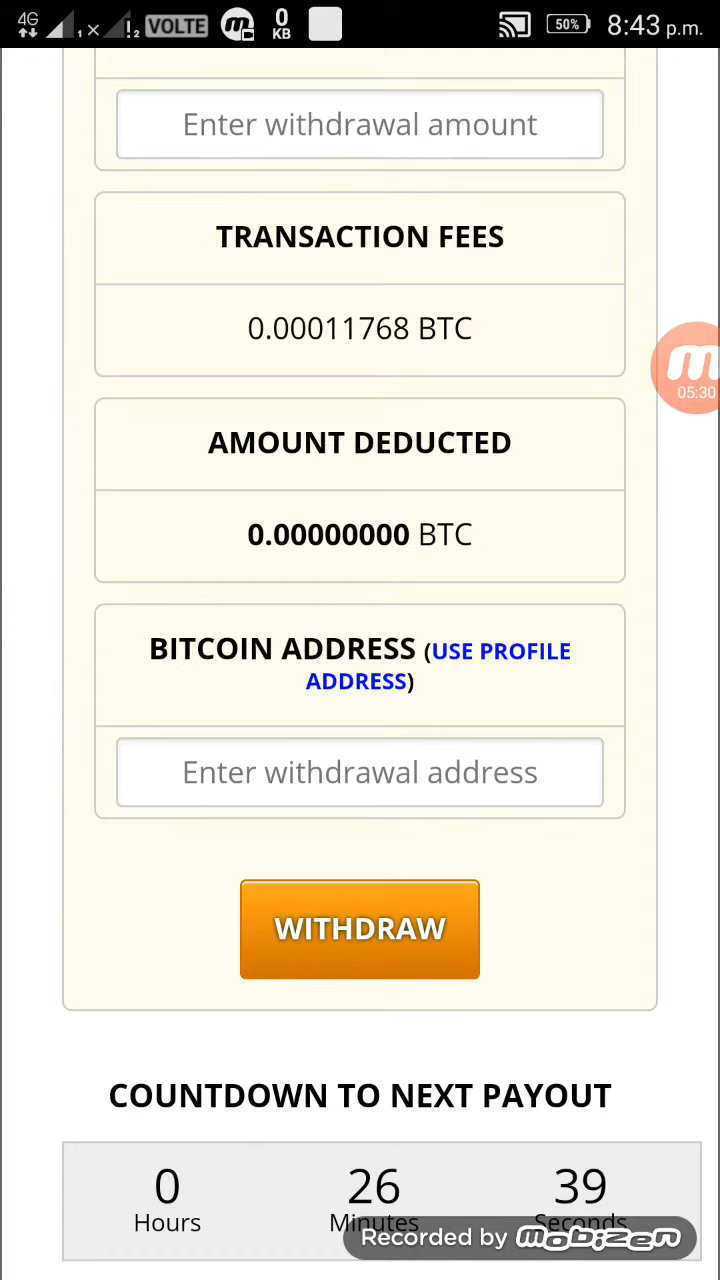 4G 1 x 2 VOLTE m 0 KB 50% 8:43 p.m.
Enter withdrawal amount
TRANSACTION FEES
0.00011768 BTC
m
05:30
AMOUNT DEDUCTED
0.00000000 BTC
BITCOIN ADDRESS (USE PROFILE
ADDRESS)
Enter withdrawal address
WITHDRAW
COUNTDOWN TO NEXT PAYOUT
0 26 39
Hours Minutes Seconds
Recorded by mobizen